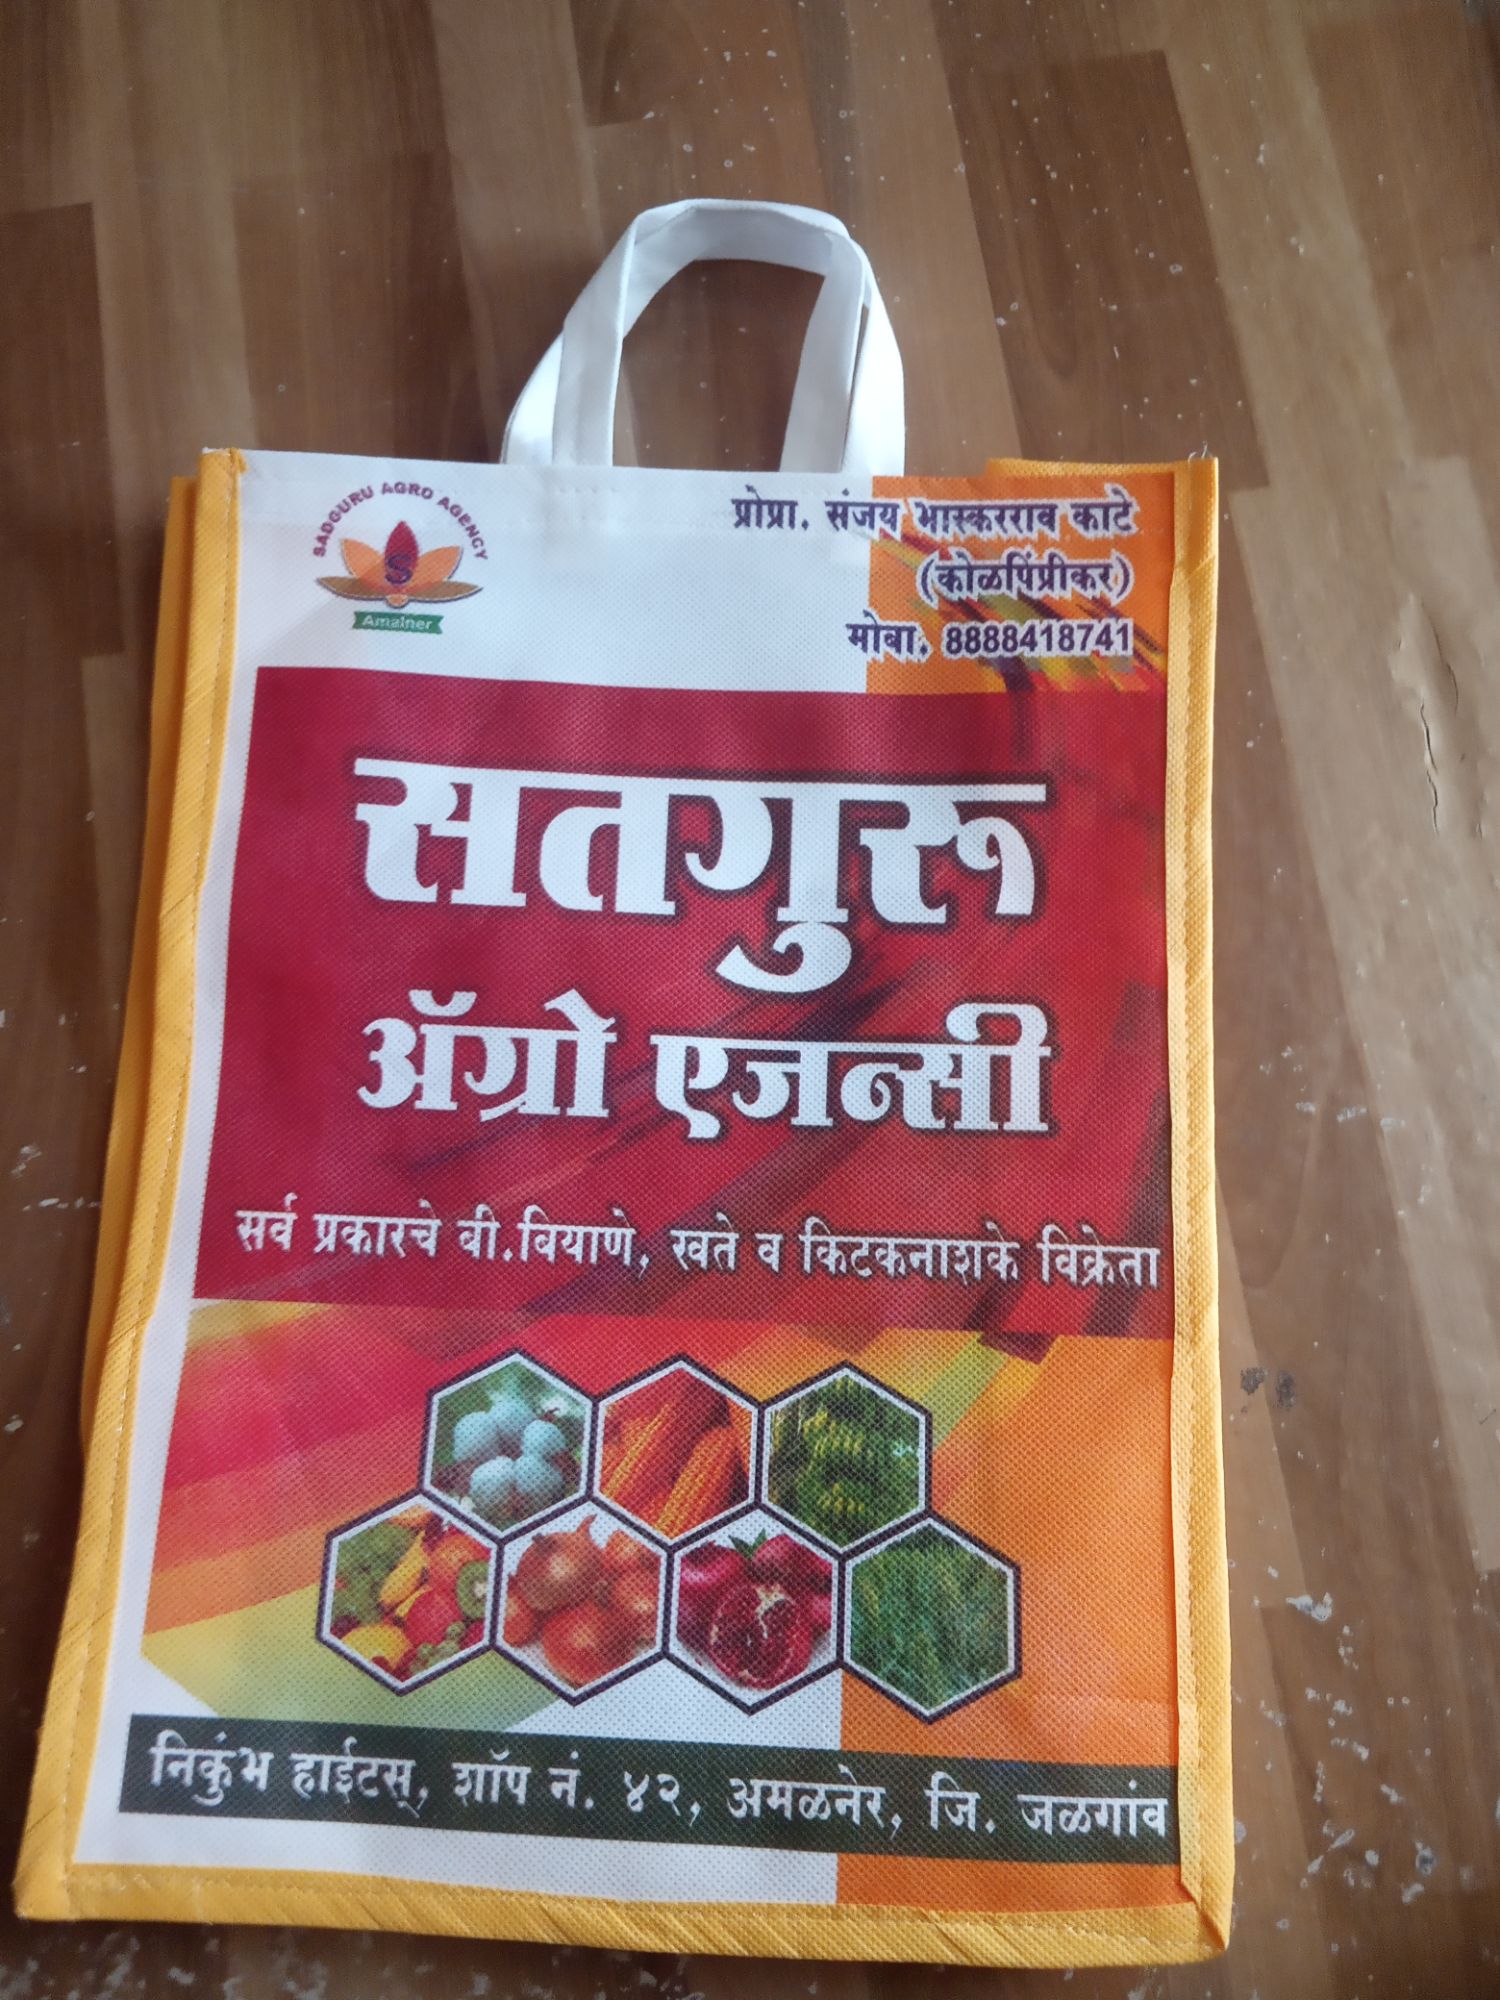 SADGURU AGRO AGENCY
S
Amalner
प्रोप्रा. संजय भास्करराव काटे
(कोळपिंप्रीकर)
मोबा. 8888418741
सतगुरू
ॲग्रो एजन्सी
सर्व प्रकारचे बी.बियाणे, खते व किटकनाशके विक्रेता
निकुंभ हाईटस्, शॉप नं. ४२, अमळनेर, जि. जळगांव